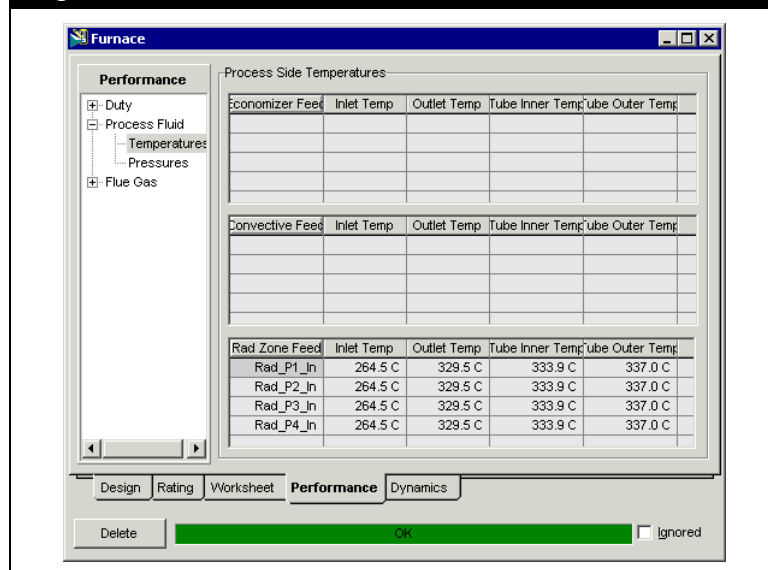 Furnace
Performance
Duty
Process Fluid
Temperatures
Pressures
Flue Gas
Process Side Temperatures
Economizer Feed Inlet Temp Outlet Temp Tube Inner Temp Tube Outer Temp
Convective Feed Inlet Temp Outlet Temp Tube Inner Temp Tube Outer Temp
Rad Zone Feed Inlet Temp Outlet Temp Tube Inner Temp Tube Outer Temp
Rad_P1_In 264.5 C 329.5 C 333.9 C 337.0 C
Rad_P2_In 264.5 C 329.5 C 333.9 C 337.0 C
Rad_P3_In 264.5 C 329.5 C 333.9 C 337.0 C
Rad_P4_In 264.5 C 329.5 C 333.9 C 337.0 C
Design Rating Worksheet Performance Dynamics
Delete OK Ignored